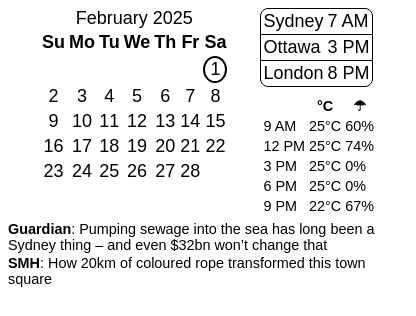 February 2025
Su Mo Tu We Th Fr Sa
1
2 3 4 5 6 7 8
9 10 11 12 13 14 15
16 17 18 19 20 21 22
23 24 25 26 27 28
Sydney 7 AM
Ottawa 3 PM
London 8 PM
°C ☂
9 AM 25°C 60%
12 PM 25°C 74%
3 PM 25°C 0%
6 PM 25°C 0%
9 PM 22°C 67%
Guardian: Pumping sewage into the sea has long been a
Sydney thing – and even $32bn won’t change that
SMH: How 20km of coloured rope transformed this town
square